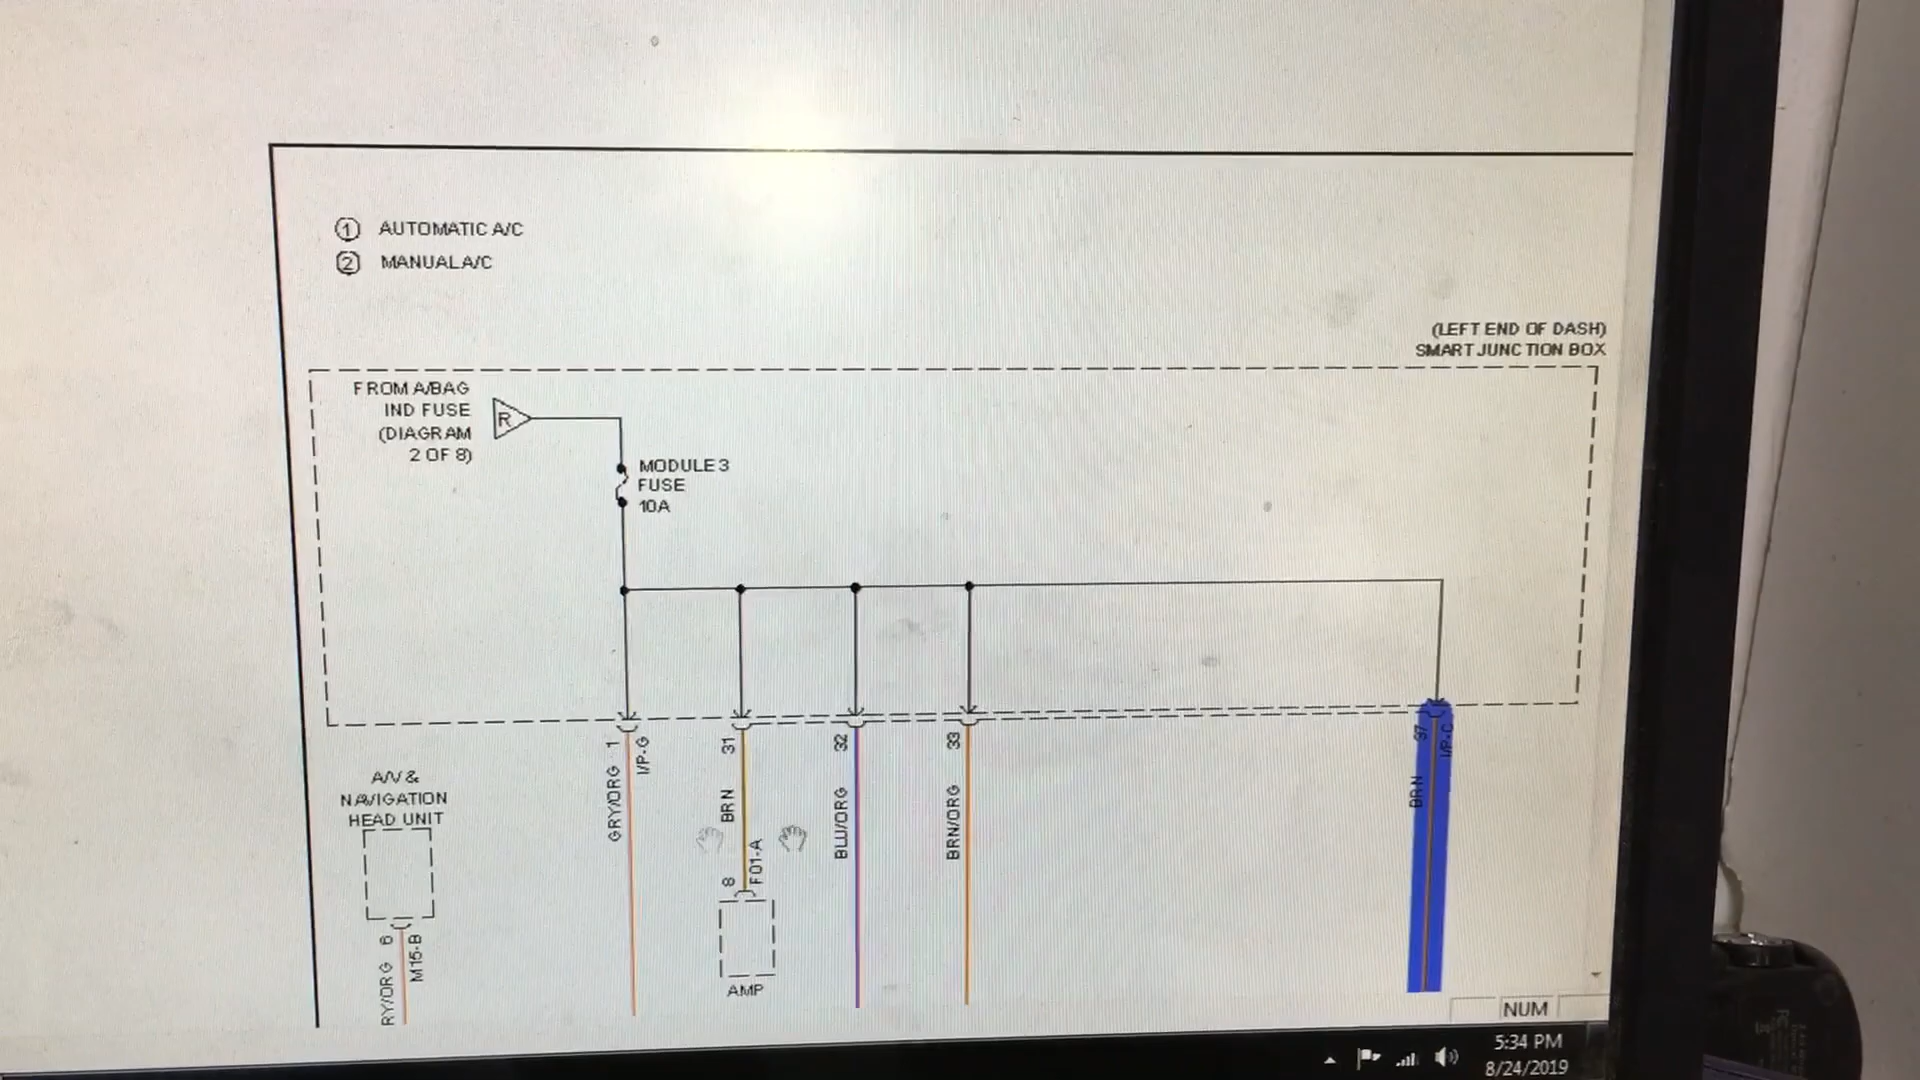 1 AUTOMATIC A/C
2 MANUAL A/C
(LEFT END OF DASH)
SMART JUNCTION BOX
FROM A/BAG
IND FUSE
(DIAGRAM
2 OF 8)
R
MODULE 3
FUSE
10A
1
I/P-G
31
32
33
37
I/P-C
GRY/ORG
BRN
BLU/ORG
BRN/ORG
BRN
A/V &
NAVIGATION
HEAD UNIT
8
F01-A
AMP
6
M15-B
RY/ORG
NUM
5:34 PM
8/24/2019